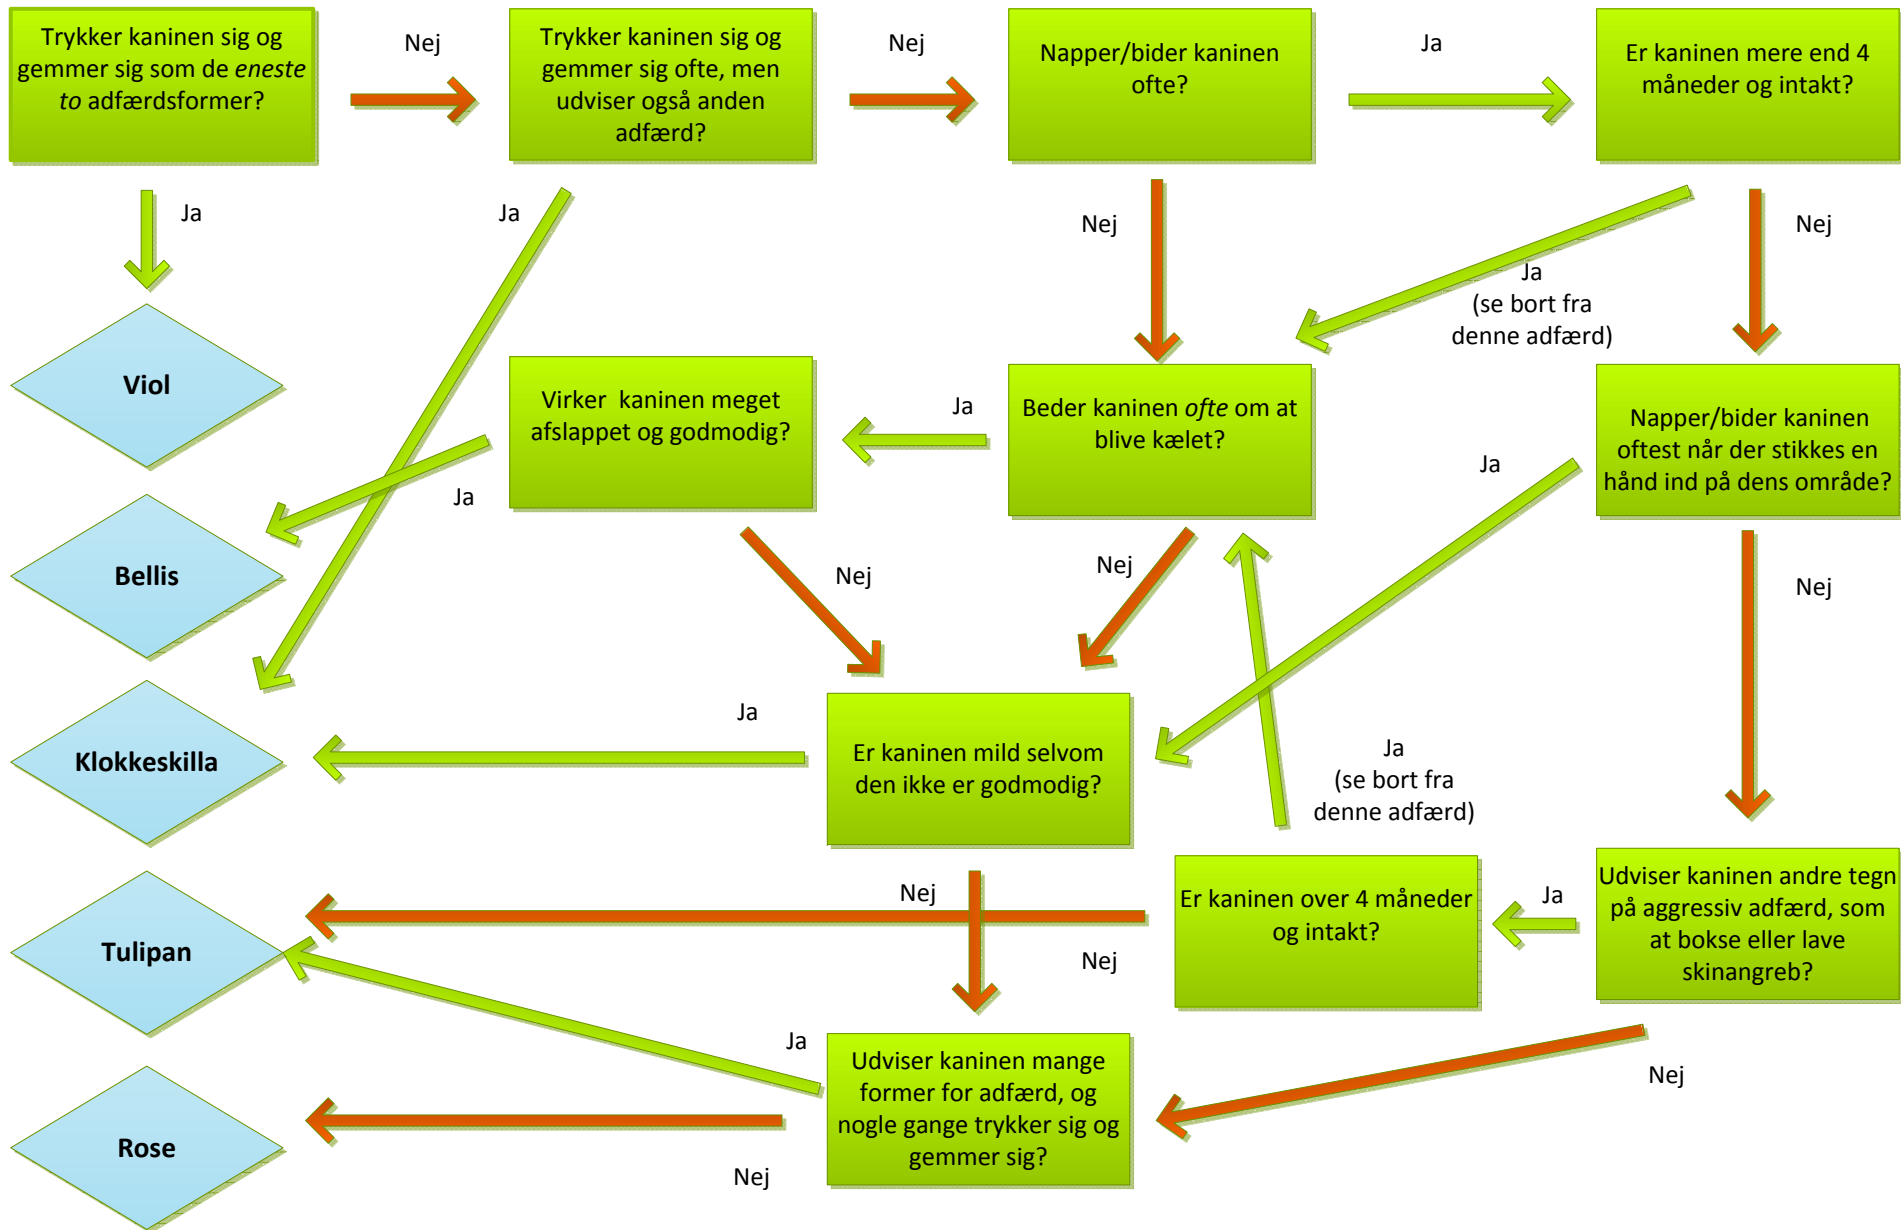 Trykker kaninen sig og
gemmer sig som de eneste
to adfærdsformer?
Nej
Trykker kaninen sig og
gemmer sig ofte, men
udviser også anden
adfærd?
Nej
Napper/bider kaninen
ofte?
Ja
Er kaninen mere end 4
måneder og intakt?
Ja
Ja
Nej
Nej
Ja
(se bort fra
denne adfærd)
Viol
Virker  kaninen meget
afslappet og godmodig?
Ja
Beder kaninen ofte om at
blive kælet?
Napper/bider kaninen
oftest når der stikkes en
hånd ind på dens område?
Ja
Ja
Bellis
Nej
Nej
Nej
Klokkeskilla
Ja
Er kaninen mild selvom
den ikke er godmodig?
Ja
(se bort fra
denne adfærd)
Tulipan
Nej
Er kaninen over 4 måneder
og intakt?
Nej
Ja
Udviser kaninen andre tegn
på aggressiv adfærd, som
at bokse eller lave
skinangreb?
Ja
Udviser kaninen mange
former for adfærd, og
nogle gange trykker sig og
gemmer sig?
Nej
Rose
Nej